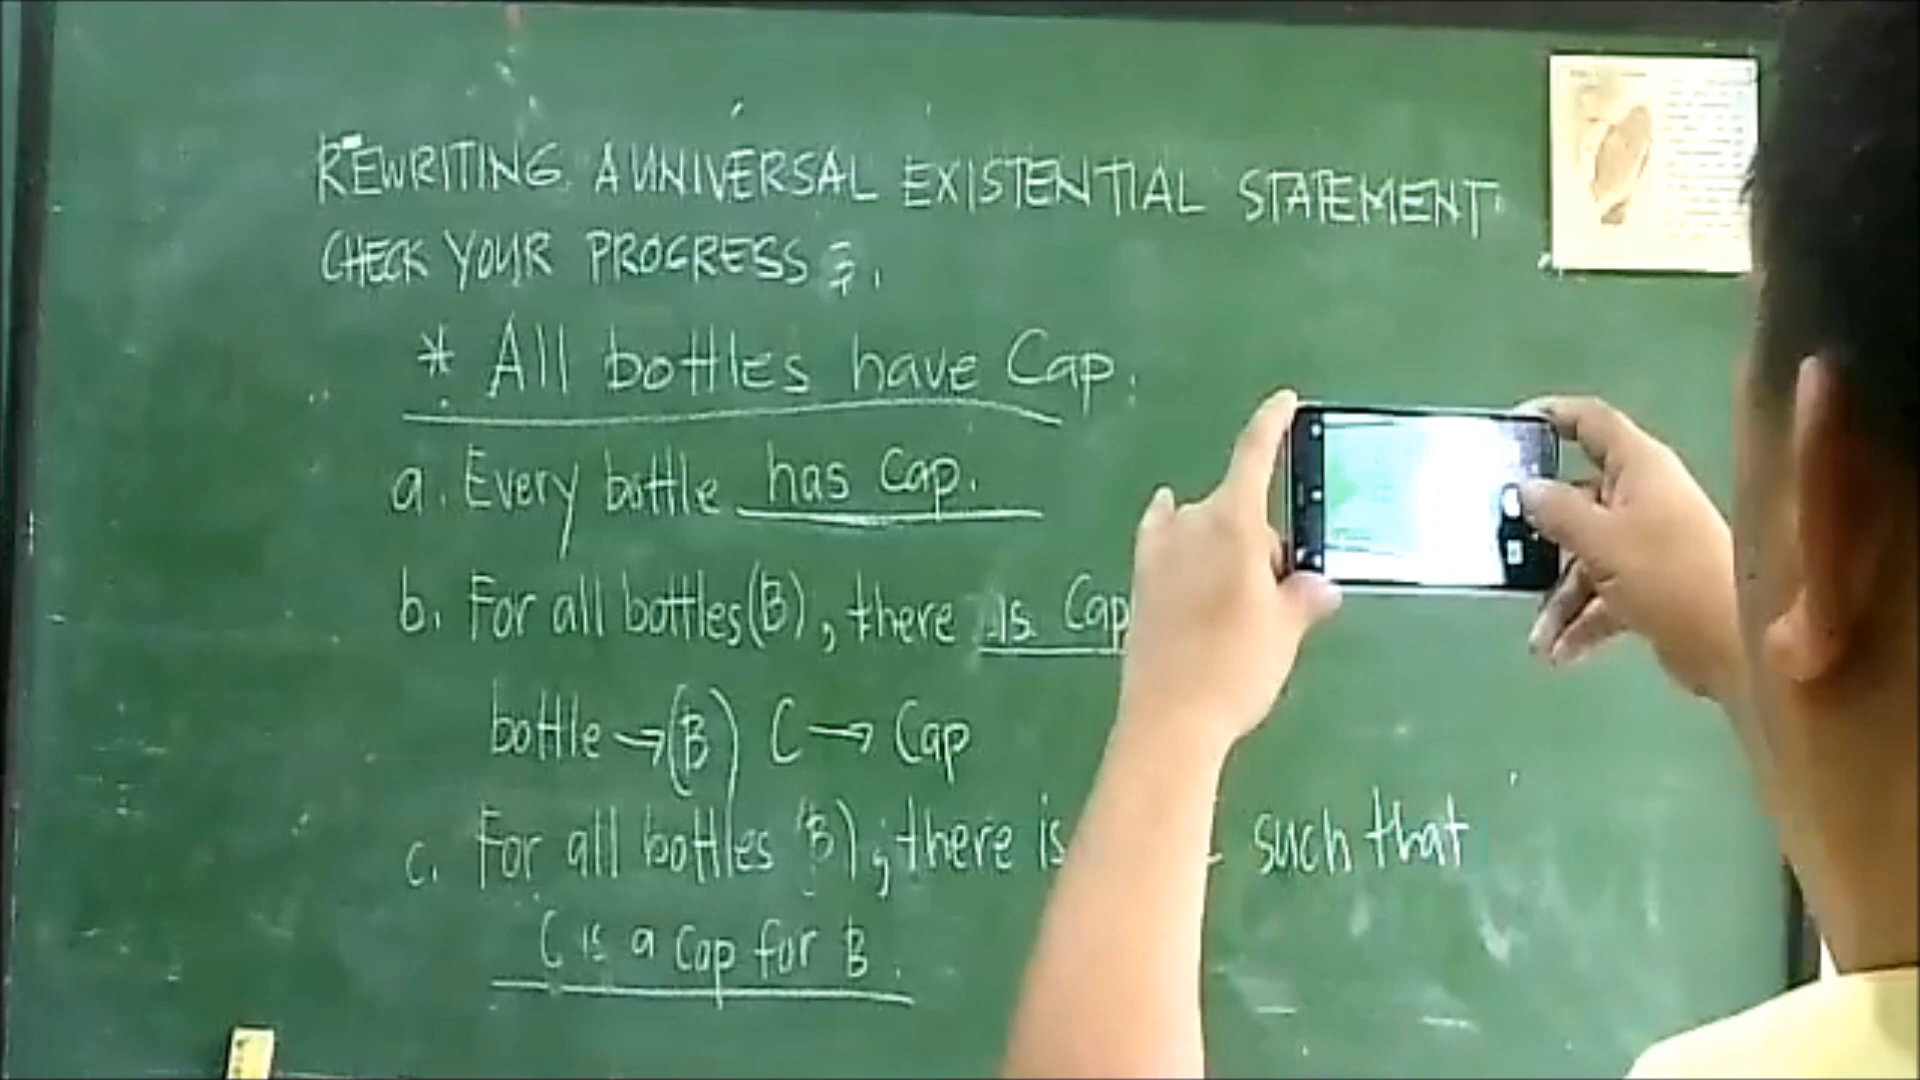 REWRITING A UNIVERSAL EXISTENTIAL STATEMENT
CHECK YOUR PROGRESS
* All bottles have Cap.
a. Every bottle has Cap.
b. For all bottles (B), there is Cap
bottle → (B) C → Cap
c. For all bottles (B), there is such that
C is a Cap for B.